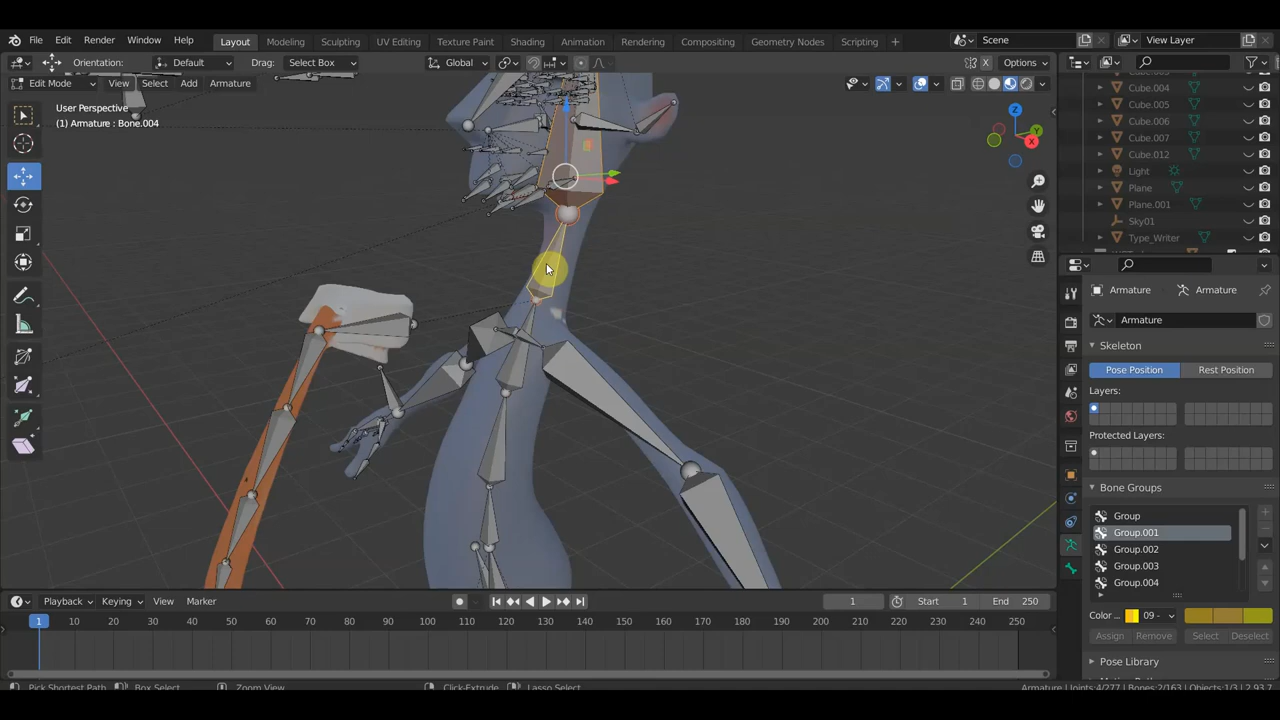 File Edit Render Window Help Layout Modeling Sculpting UV Editing Texture Paint Shading Animation Rendering Compositing Geometry Nodes Scripting + Scene View Layer
Orientation: Default Drag: Select Box Global Options
Edit Mode View Select Add Armature
User Perspective
(1) Armature : Bone.004
Z
Y
X
Cube.004
Cube.005
Cube.006
Cube.007
Cube.012
Light
Plane
Plane.001
Sky01
Type_Writer
Armature Armature
Armature
Skeleton
Pose Position Rest Position
Layers:
Protected Layers:
Bone Groups
Group
Group.001
Group.002
Group.003
Group.004
Color ... 09 -
Assign Remove Select Deselect
Pose Library
Playback Keying View Marker 1 Start 1 End 250
1 10 20 30 40 50 60 70 80 90 100 110 120 130 140 150 160 170 180 190 200 210 220 230 240 250
Pick Shortest Path Box Select Zoom View Click-Extrude Lasso Select Armature | Joints:4/277 | Bones:2/163 | Objects:1/3 | 2.93.7